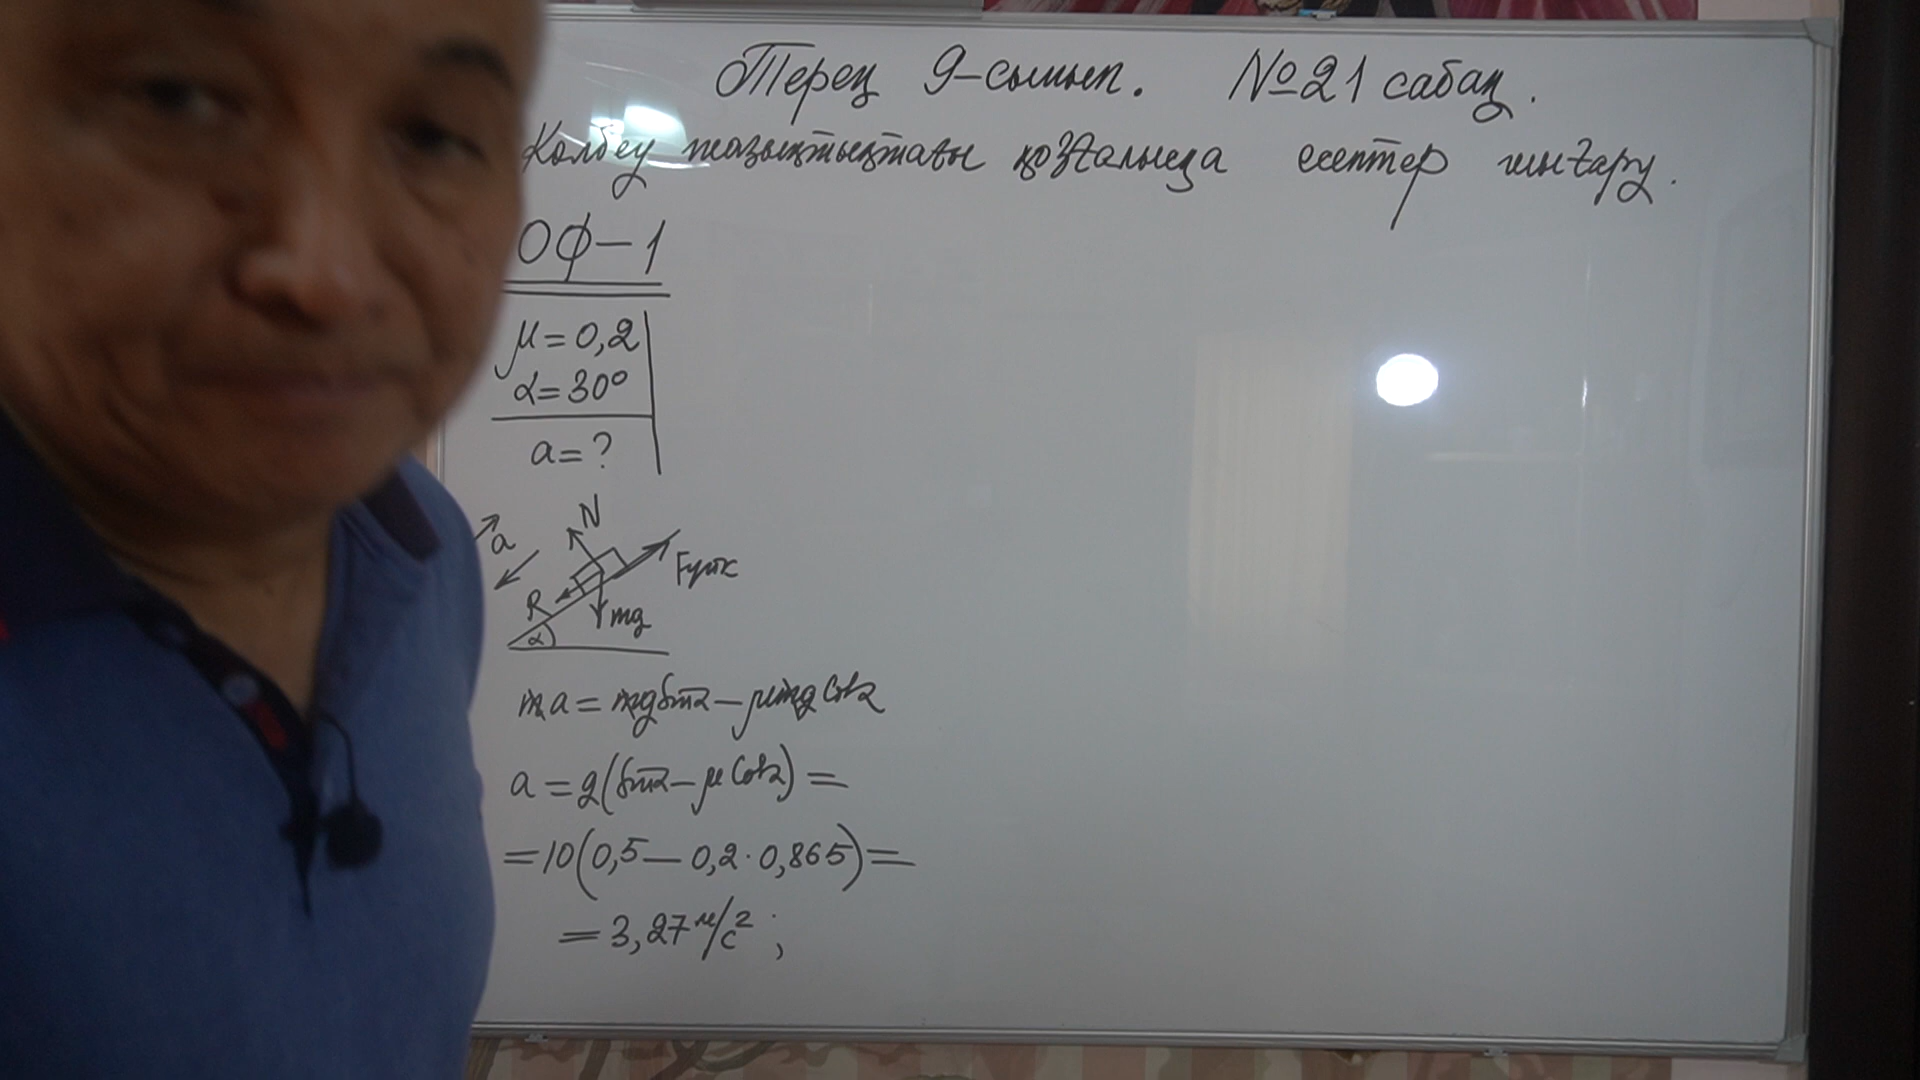 Терең 9-сынып. №21 сабақ.
Көлбеу жазықтықтағы қозғалысқа есептер шығару.
ОФ-1
μ=0,2
α=30°
a=?
N
a
Fүйк
R
mg
α
ma=mgSinα-μmgCosα
a=g(Sinα-μCosα)=
=10(0,5-0,2·0,865)=
=3,27 м/с²;